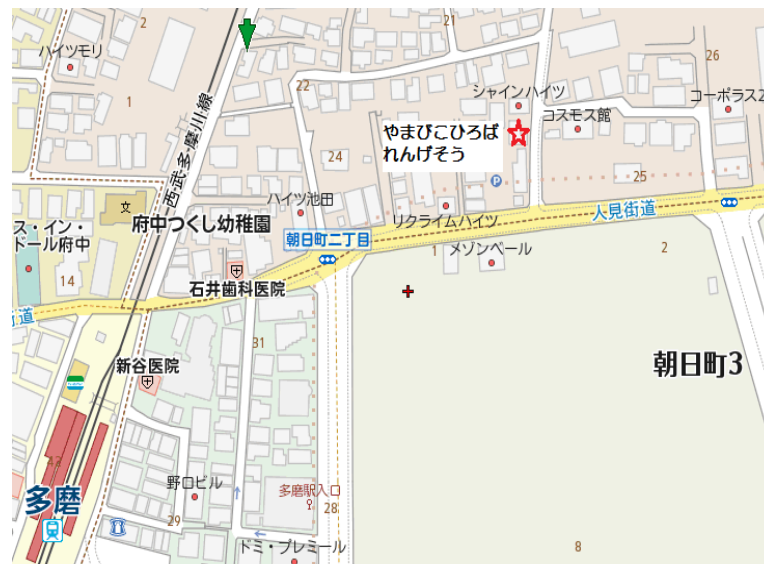 2
21
26
ハイツモリ
1
22
シャインハイツ
コスモス館
コーポラス2
西武多摩川線
やまびこひろば
れんげそう
24
25
文
ハイツ池田
P
リクライムハイツ
人見街道
府中つくし幼稚園
ス・イン・
ドール府中
朝日町二丁目
1
メゾンベール
2
14
石井歯科医院
街道
31
新谷医院
朝日町3
43
多磨
野口ビル
多磨駅入口
28
29
ドミ・プレミール
8